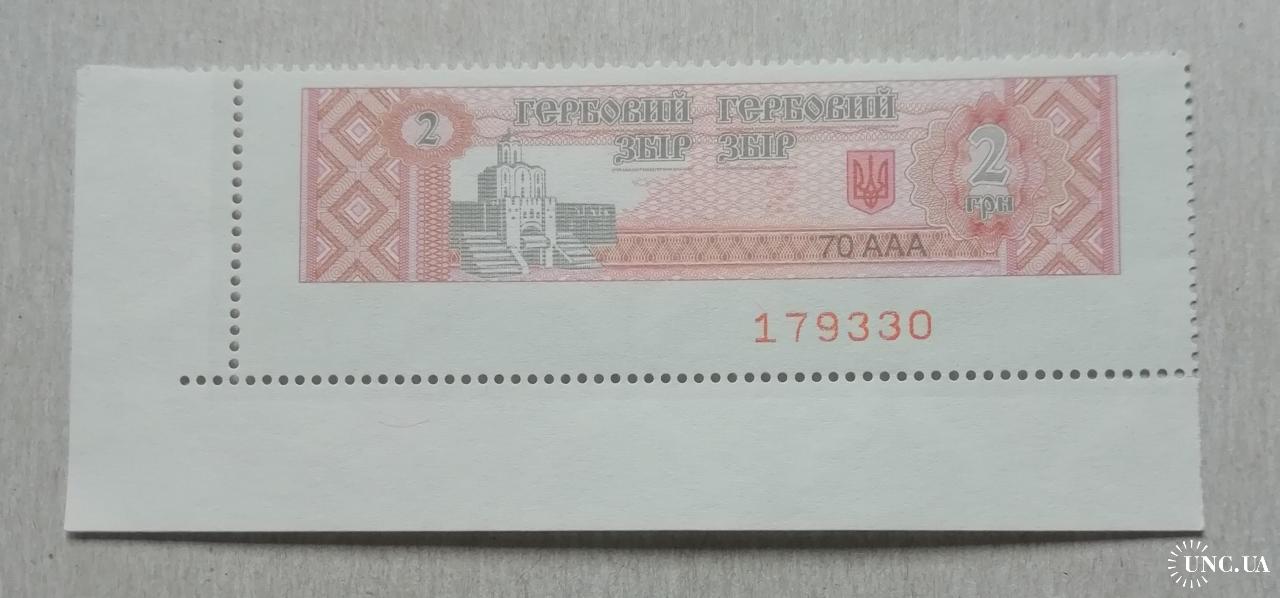 2 ГЕРБОВИЙ ГЕРБОВИЙ
ЗБІР ЗБІР
2
грн
70 ААА
179330
UNC.UA